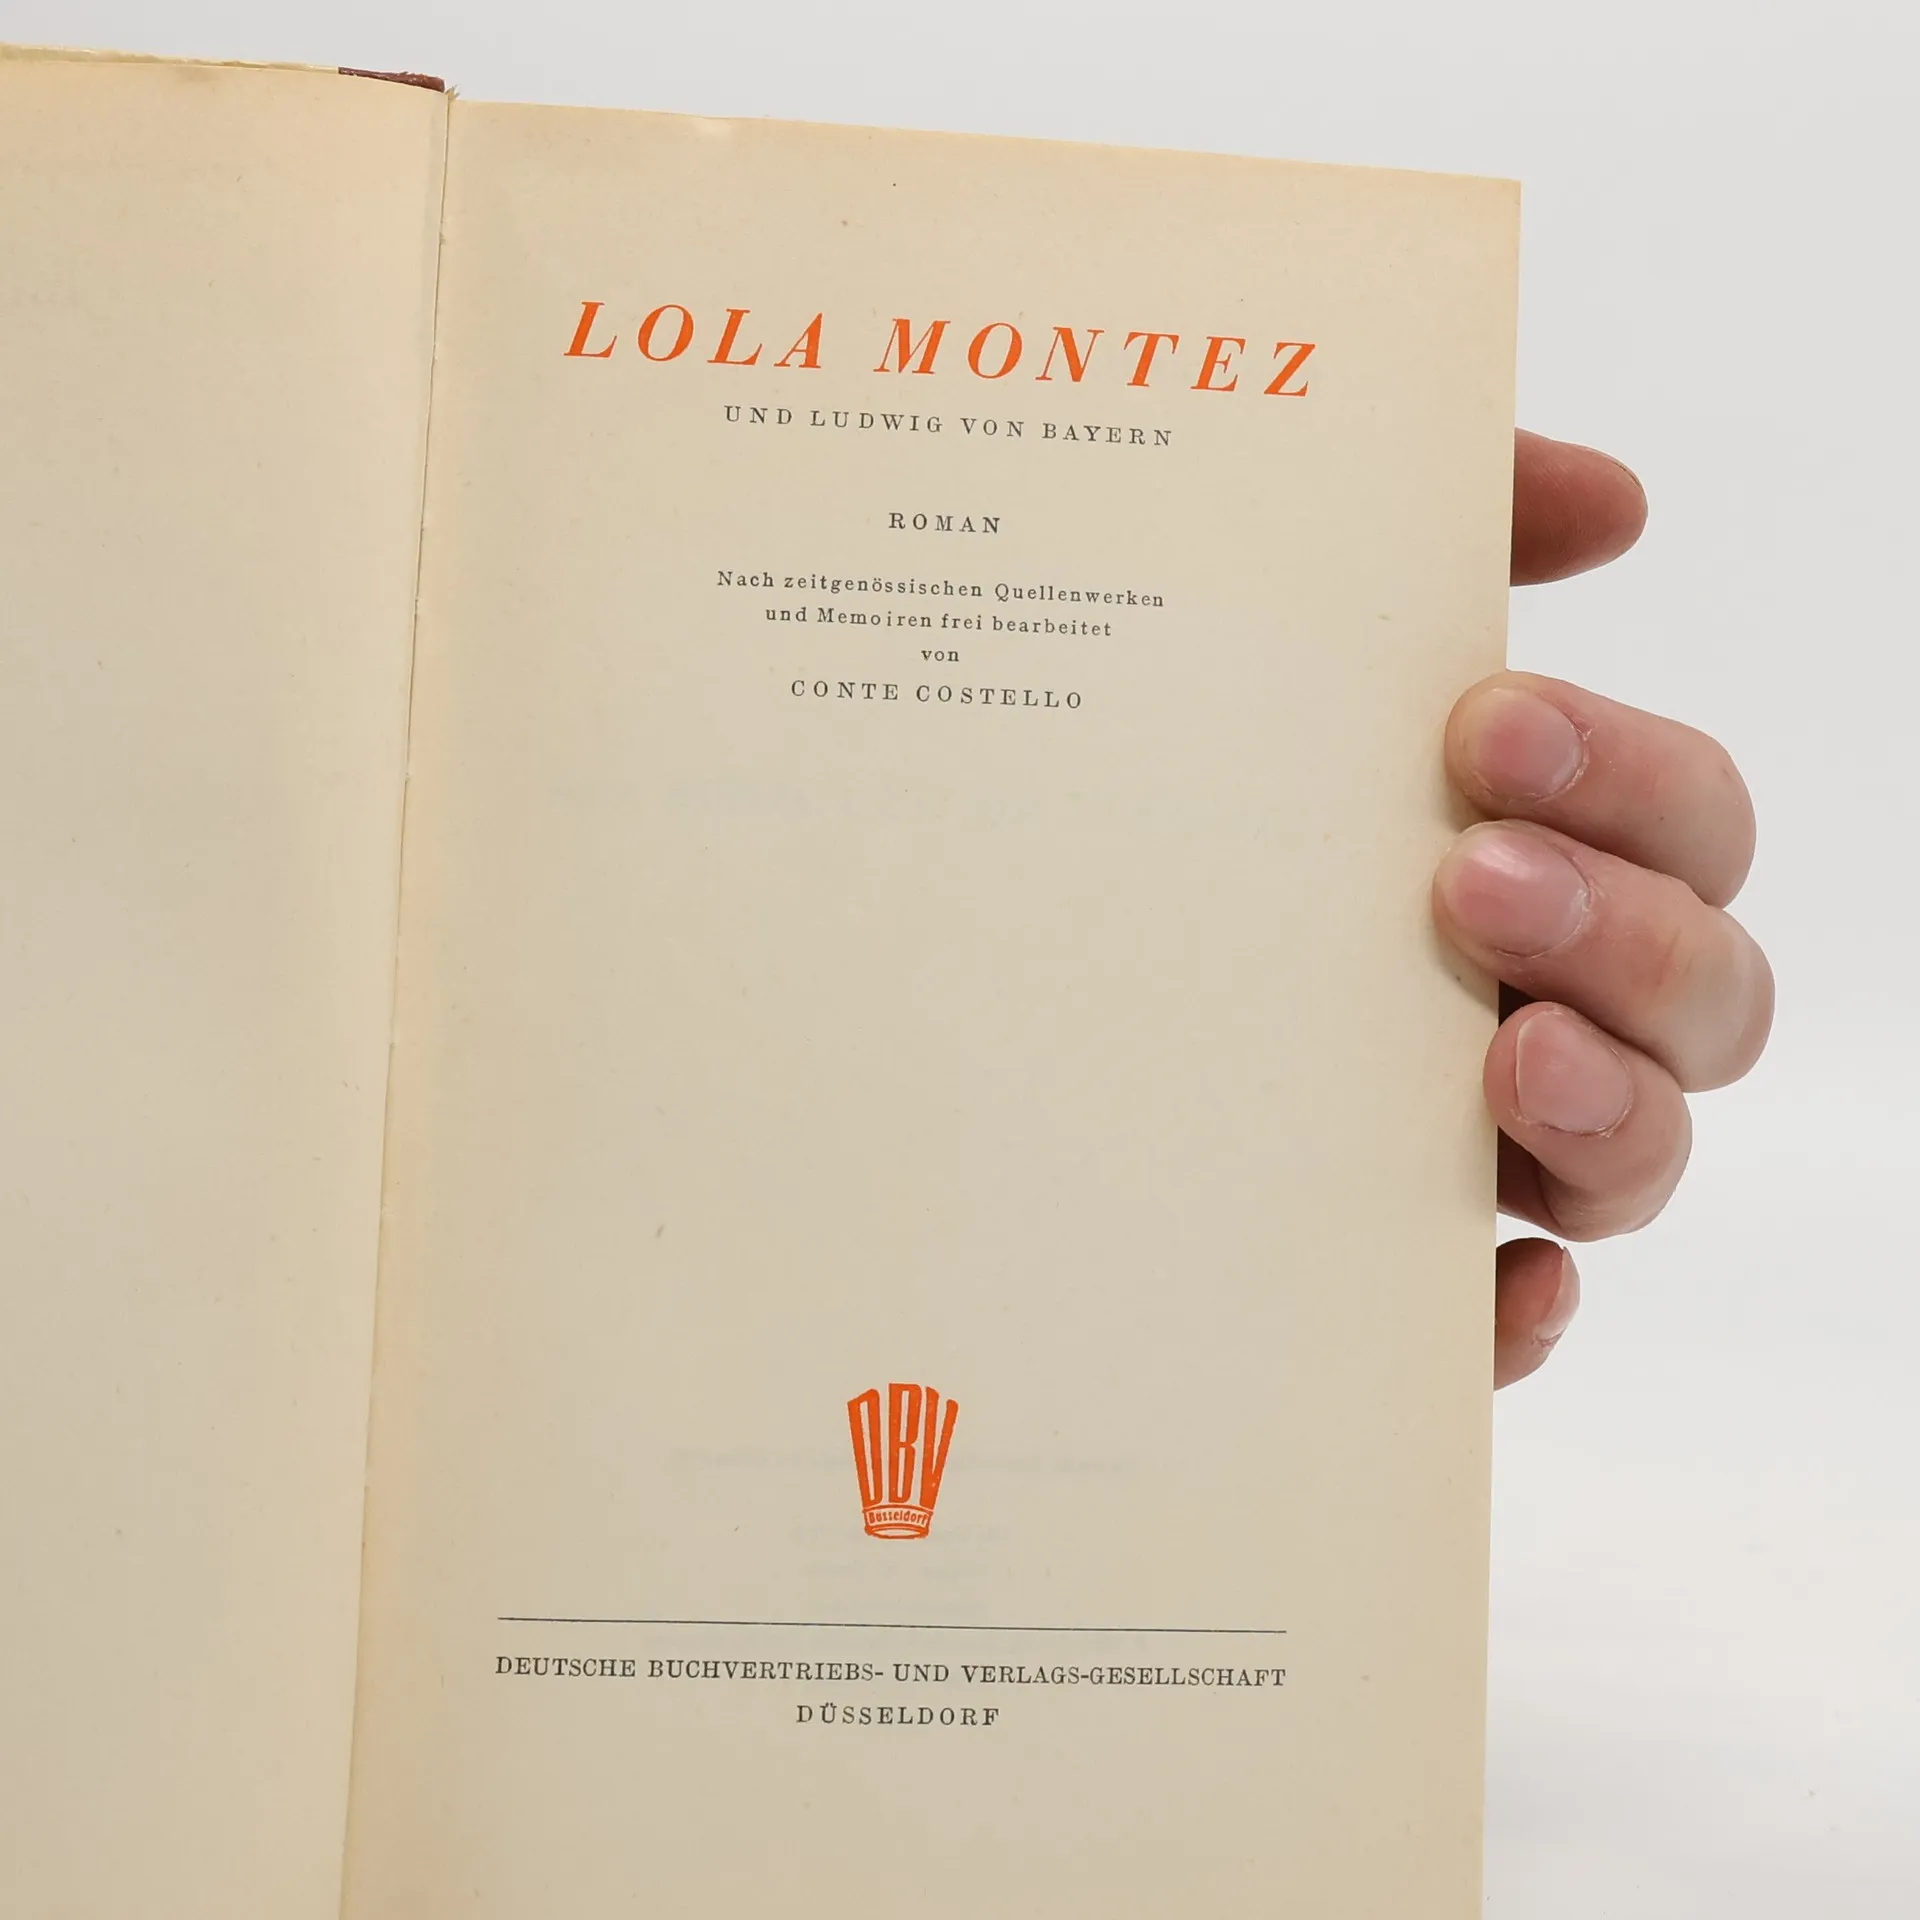 LOLA MONTEZ
UND LUDWIG VON BAYERN
ROMAN
Nach zeitgenössischen Quellenwerken
und Memoiren frei bearbeitet
von
CONTE COSTELLO
DBV
Düsseldorf
DEUTSCHE BUCHVERTRIEBS- UND VERLAGS-GESELLSCHAFT
DÜSSELDORF